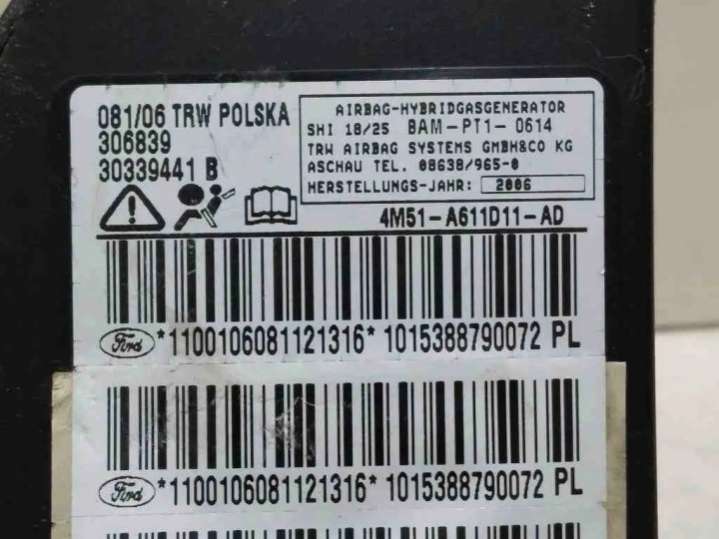 081/06 TRW POLSKA
306839
30339441 B
AIRBAG-HYBRIDGASGENERATOR
SHI 18/25 BAM-PT1-0614
TRW AIRBAG SYSTEMS GMBH&CO KG
ASCHAU TEL. 08638/965-0
HERSTELLUNGS-JAHR: 2006
4M51-A611D11-AD
Ford *1100106081121316* 1015388790072 PL
Ford *1100106081121316* 1015388790072 PL